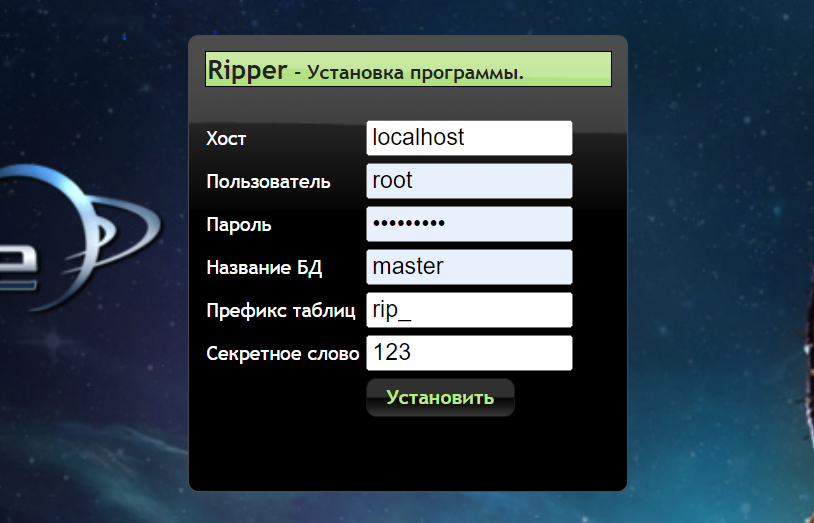 Ripper - Установка программы.
Хост localhost
Пользователь root
Пароль •••••••••
Название БД master
Префикс таблиц rip_
Секретное слово 123
Установить
e